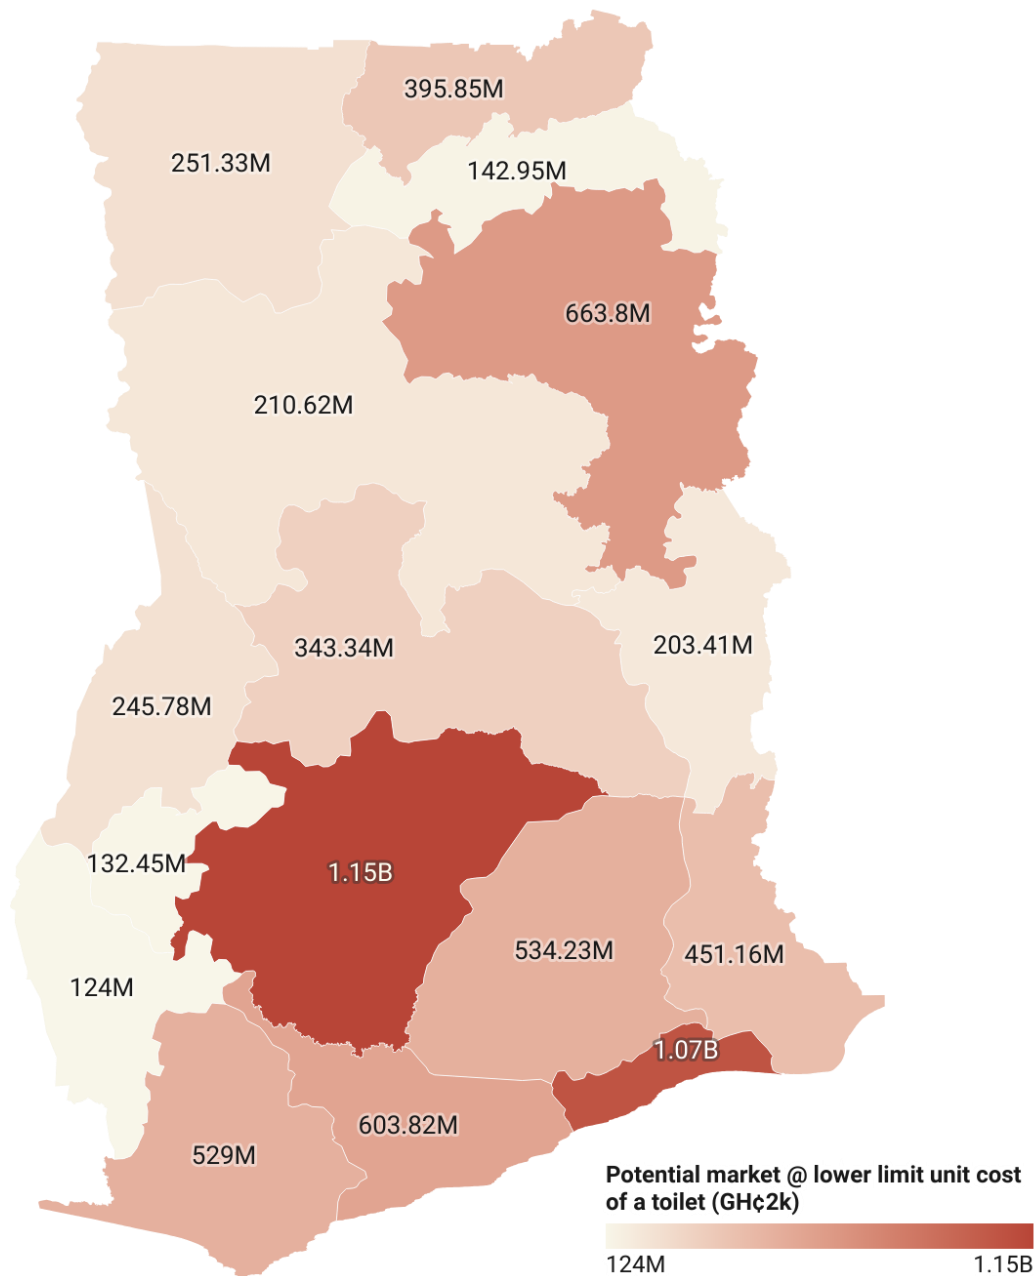 395.85M
251.33M
142.95M
663.8M
210.62M
343.34M
203.41M
245.78M
132.45M
1.15B
534.23M
451.16M
124M
1.07B
603.82M
529M
Potential market @ lower limit unit cost
of a toilet (GH¢2k)
124M 1.15B